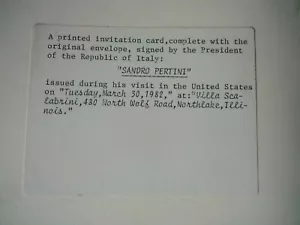 A printed invitation card,complete with the
original envelope, signed by the President
of the Republic of Italy:
"SANDRO PERTINI"
issued during his visit in the United States
on "Tuesday,March 30,1982," at:"Villa Sca-
labrini,480 North Wolf Road,Northlake,Illi-
nois."